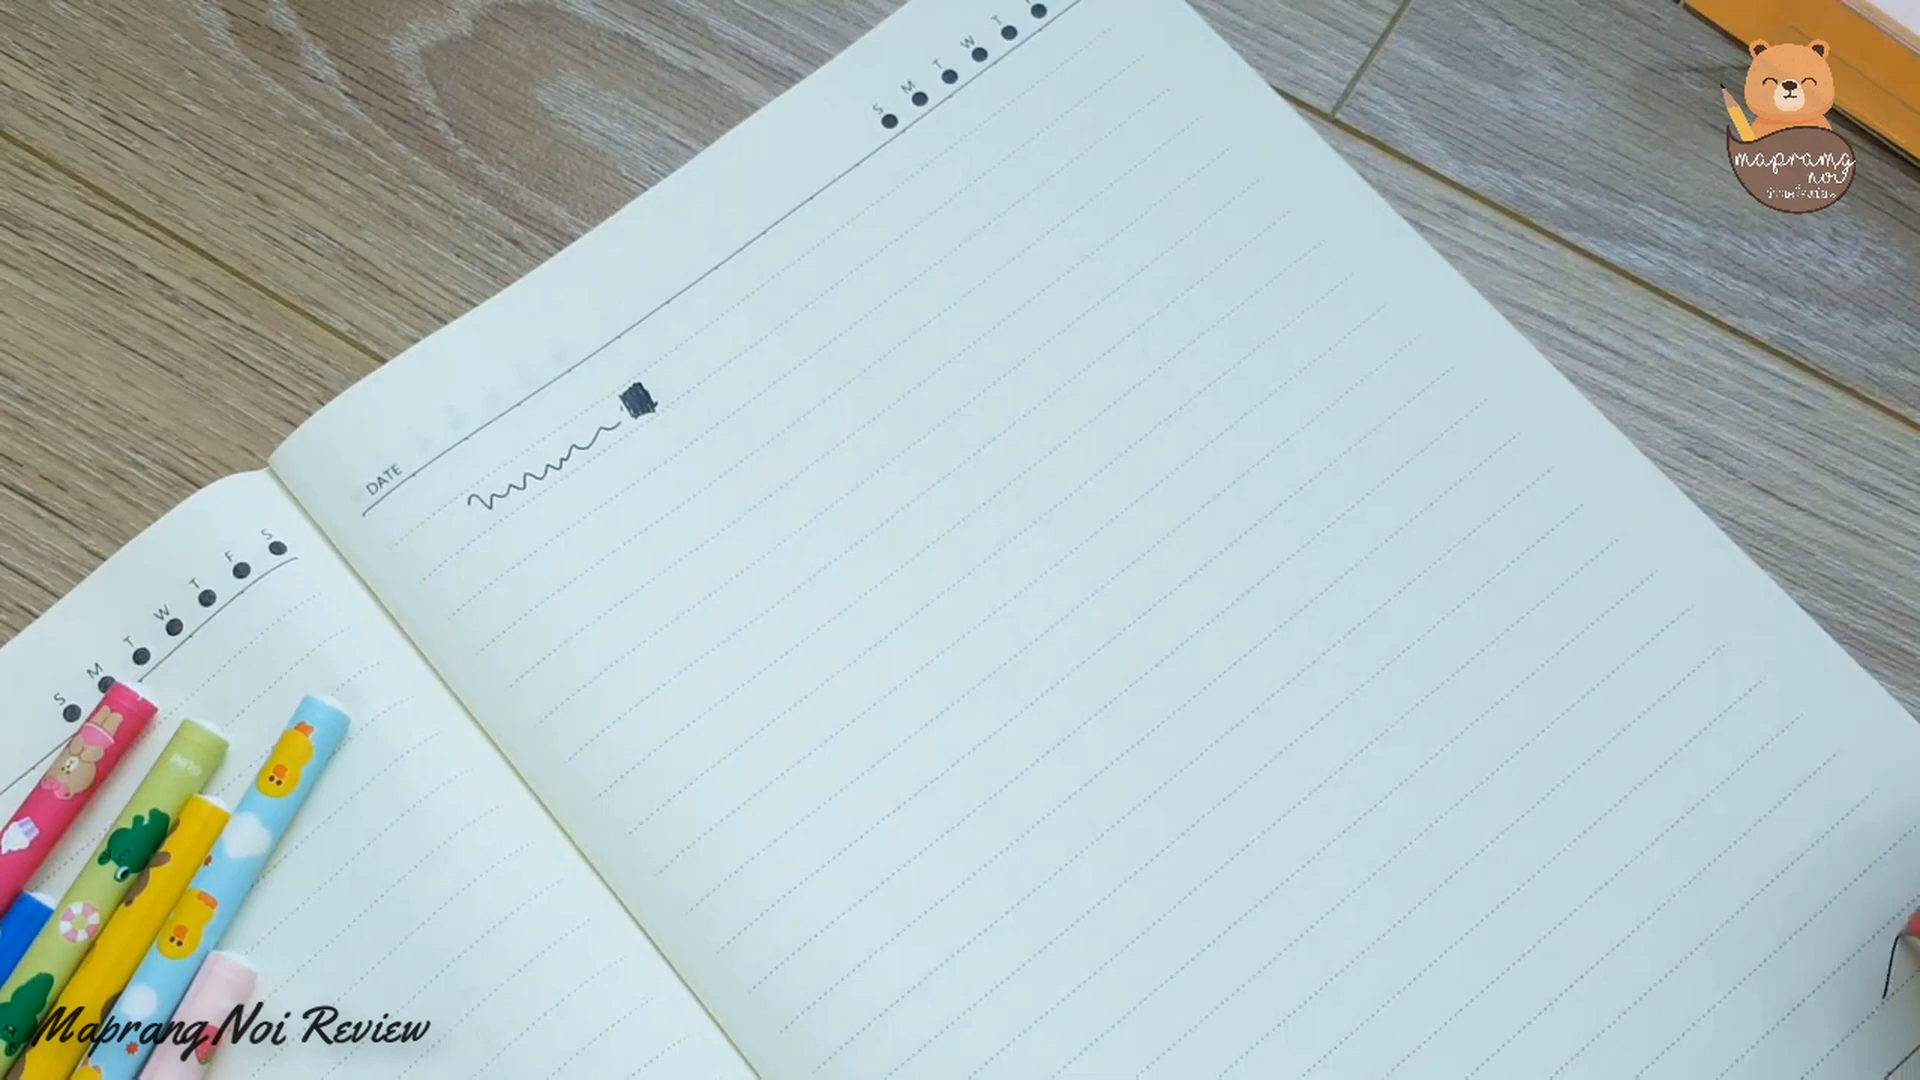 S M T W T
DATE
S M T W T F S
maprang
noi
Maprang Noi Review